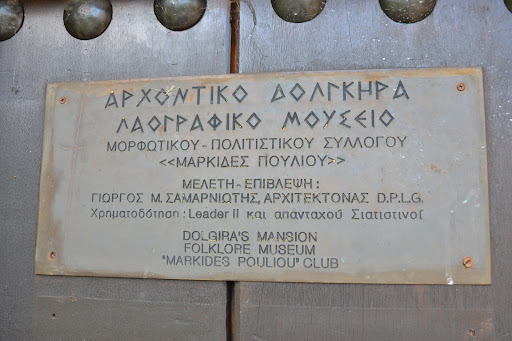 ΑΡΧΟΝΤΙΚΟ ΔΟΛΓΚΗΡΑ
ΛΑΟΓΡΑΦΙΚΟ ΜΟΥΣΕΙΟ
ΜΟΡΦΩΤΙΚΟΥ - ΠΟΛΙΤΙΣΤΙΚΟΥ ΣΥΛΛΟΓΟΥ
<<ΜΑΡΚΙΔΕΣ ΠΟΥΛΙΟΥ>>
ΜΕΛΕΤΗ - ΕΠΙΒΛΕΨΗ :
ΓΙΩΡΓΟΣ Μ. ΣΑΜΑΡΝΙΩΤΗΣ, ΑΡΧΙΤΕΚΤΟΝΑΣ D.P.L.G.
Χρηματοδότηση : Leader II και απανταχού Σιατιστινοί
DOLGIRA'S MANSION
FOLKLORE MUSEUM
"MARKIDES POULIOU" CLUB